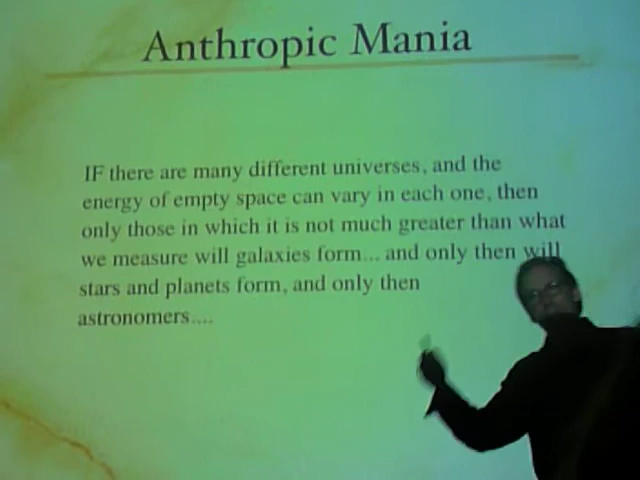 Anthropic Mania
IF there are many different universes, and the
energy of empty space can vary in each one, then
only those in which it is not much greater than what
we measure will galaxies form... and only then will
stars and planets form, and only then
astronomers....